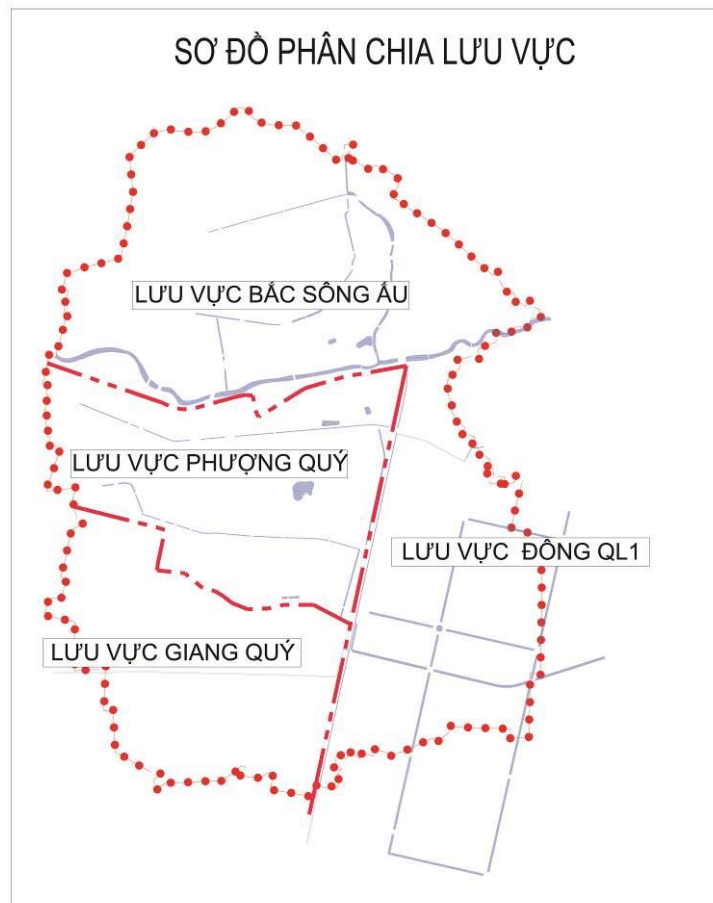 SƠ ĐỒ PHÂN CHIA LƯU VỰC
LƯU VỰC BẮC SÔNG ẤU
LƯU VỰC PHƯỢNG QUÝ
LƯU VỰC ĐÔNG QL1
LƯU VỰC GIANG QUÝ